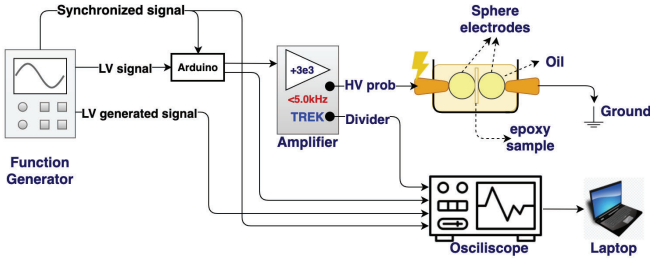 Synchronized signal
LV signal
Arduino
LV generated signal
Function
Generator
+3e3
<5.0kHz
TREK
Amplifier
HV prob
Divider
Sphere
electrodes
Oil
epoxy
sample
Ground
Osciliscope
Laptop